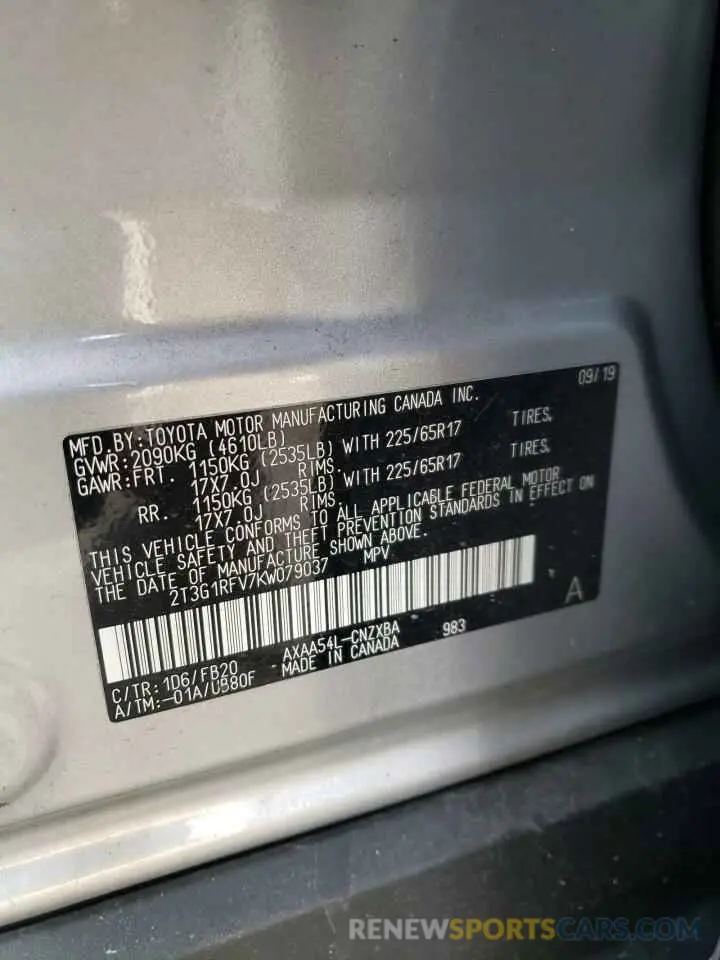 09/19
MFD.BY:TOYOTA MOTOR MANUFACTURING CANADA INC.
GVWR:2090KG (4610LB)
GAWR:FRT. 1150KG (2535LB) WITH 225/65R17 TIRES,
17X7.0J RIMS.
RR. 1150KG (2535LB) WITH 225/65R17 TIRES,
17X7.0J RIMS.
THIS VEHICLE CONFORMS TO ALL APPLICABLE FEDERAL MOTOR
VEHICLE SAFETY AND THEFT PREVENTION STANDARDS IN EFFECT ON
THE DATE OF MANUFACTURE SHOWN ABOVE.
2T3G1RFV7KW079037 MPV
A
C/TR:1D6/FB20 AXAA54L-CNZXBA 983
A/TM:-01A/UB80F MADE IN CANADA
RENEWSPORTSCARS.COM